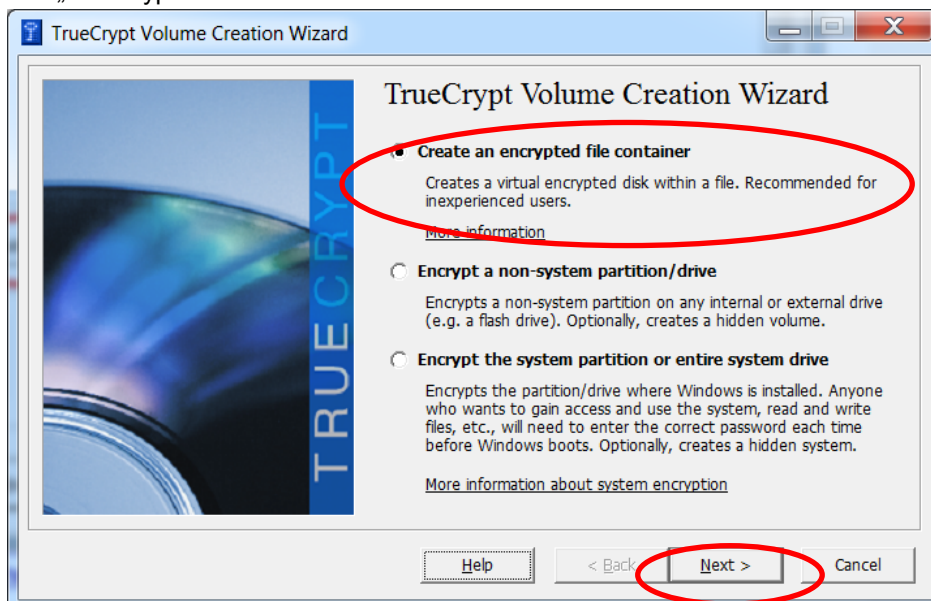 TrueCrypt Volume Creation Wizard
TRUECRYPT
TrueCrypt Volume Creation Wizard
Create an encrypted file container
Creates a virtual encrypted disk within a file. Recommended for
inexperienced users.
More information
Encrypt a non-system partition/drive
Encrypts a non-system partition on any internal or external drive
(e.g. a flash drive). Optionally, creates a hidden volume.
Encrypt the system partition or entire system drive
Encrypts the partition/drive where Windows is installed. Anyone
who wants to gain access and use the system, read and write
files, etc., will need to enter the correct password each time
before Windows boots. Optionally, creates a hidden system.
More information about system encryption
Help < Back Next > Cancel